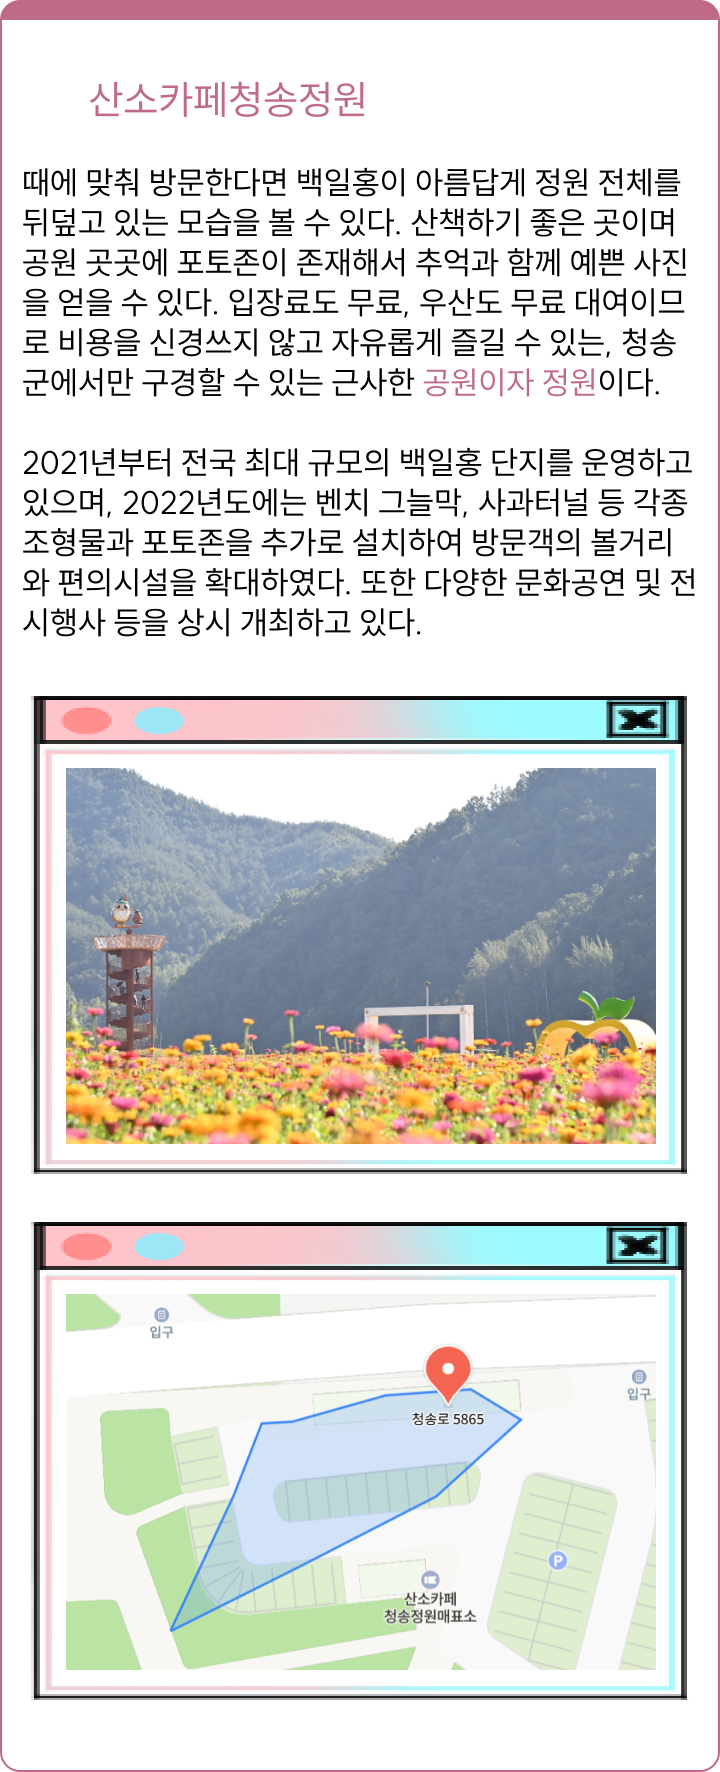 산소카페청송정원
때에 맞춰 방문한다면 백일홍이 아름답게 정원 전체를
뒤덮고 있는 모습을 볼 수 있다. 산책하기 좋은 곳이며
공원 곳곳에 포토존이 존재해서 추억과 함께 예쁜 사진
을 얻을 수 있다. 입장료도 무료, 우산도 무료 대여이므
로 비용을 신경쓰지 않고 자유롭게 즐길 수 있는, 청송
군에서만 구경할 수 있는 근사한 공원이자 정원이다.
2021년부터 전국 최대 규모의 백일홍 단지를 운영하고
있으며, 2022년도에는 벤치 그늘막, 사과터널 등 각종
조형물과 포토존을 추가로 설치하여 방문객의 볼거리
와 편의시설을 확대하였다. 또한 다양한 문화공연 및 전
시행사 등을 상시 개최하고 있다.
입구
입구
청송로 5865
P
산소카페
청송정원매표소